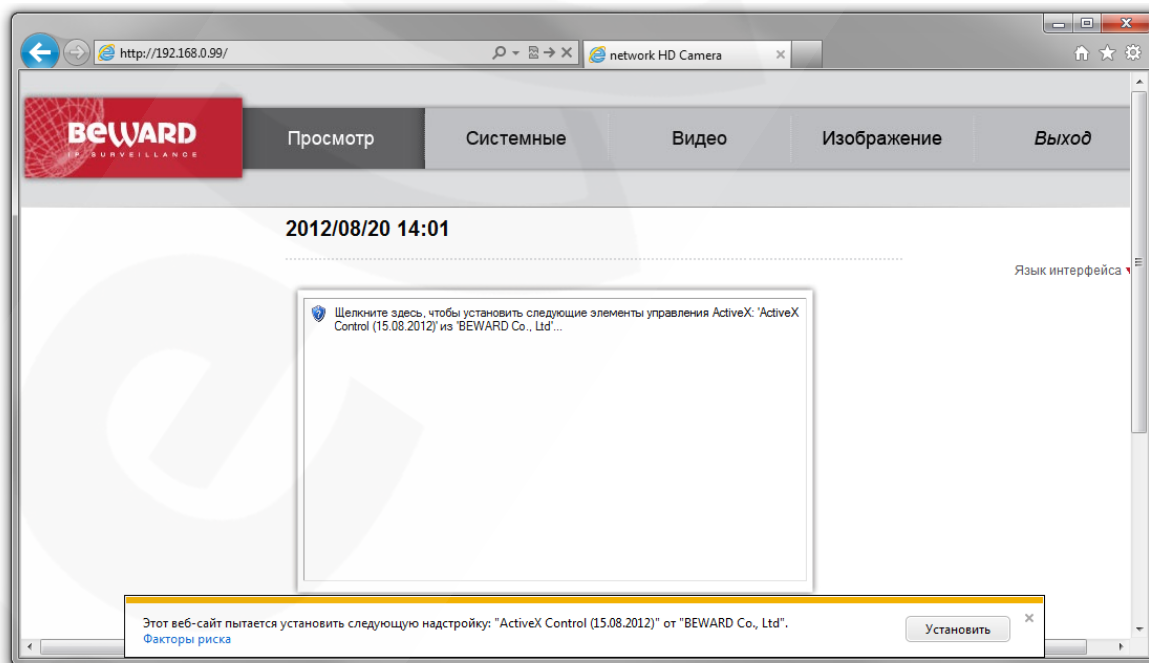 http://192.168.0.99/
network HD Camera
BEWARD
IP SURVEILLANCE
Просмотр
Системные
Видео
Изображение
Выход
2012/08/20 14:01
Язык интерфейса
Щелкните здесь, чтобы установить следующие элементы управления ActiveX: 'ActiveX
Control (15.08.2012)' из 'BEWARD Co., Ltd'...
Этот веб-сайт пытается установить следующую надстройку: "ActiveX Control (15.08.2012)" от "BEWARD Co., Ltd".
Факторы риска
Установить